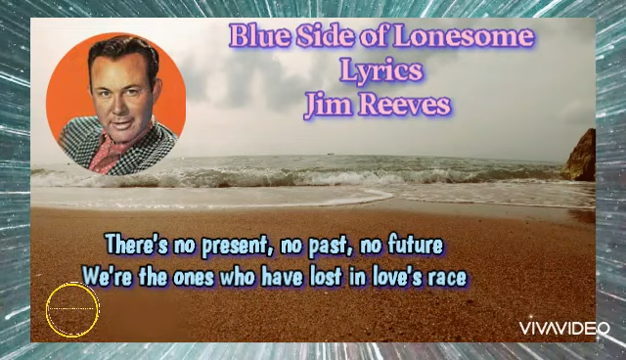 Blue Side of Lonesome
Lyrics
Jim Reeves
There's no present, no past, no future
We're the ones who have lost in love's race
VIVAVIDEO